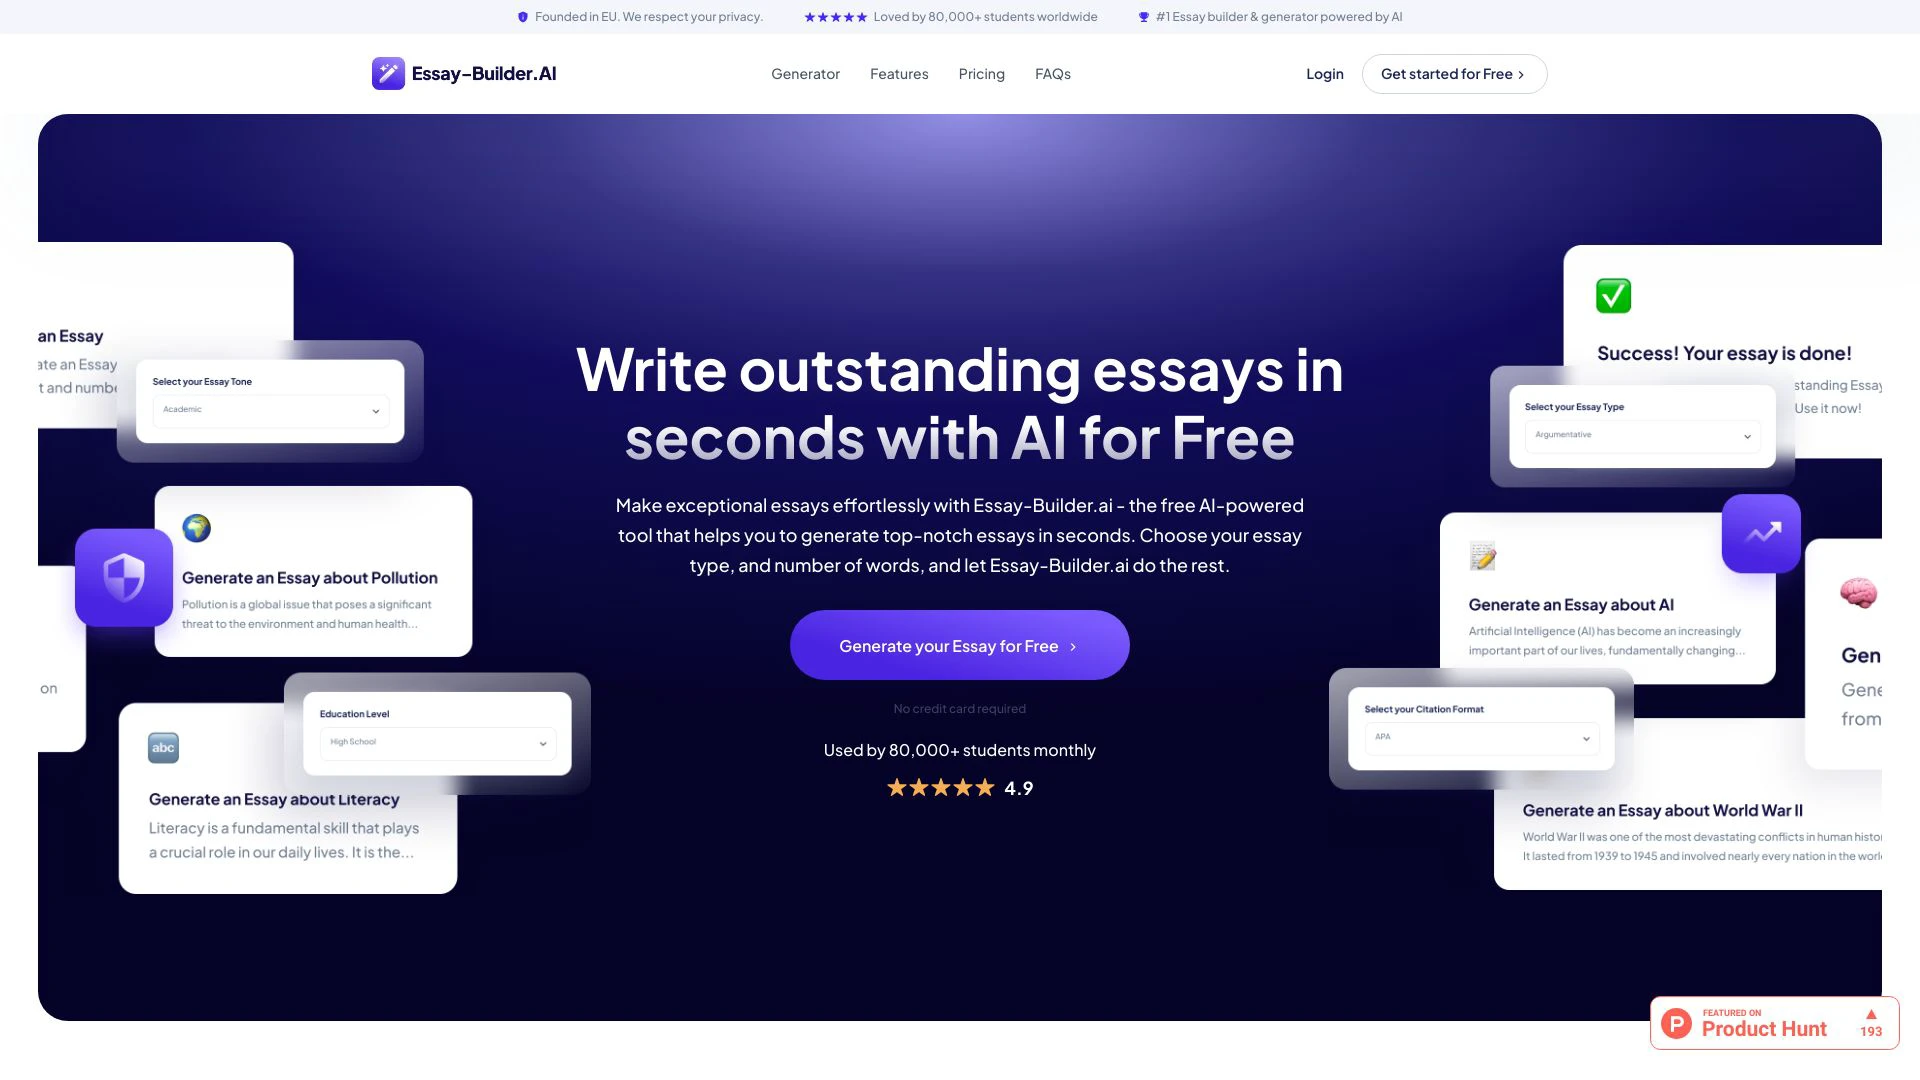 Founded in EU. We respect your privacy.
Loved by 80,000+ students worldwide
#1 Essay builder & generator powered by AI
Essay-Builder.AI
Generator
Features
Pricing
FAQs
Login
Get started for Free
Write outstanding essays in
seconds with AI for Free
Make exceptional essays effortlessly with Essay-Builder.ai - the free AI-powered
tool that helps you to generate top-notch essays in seconds. Choose your essay
type, and number of words, and let Essay-Builder.ai do the rest.
Generate your Essay for Free
No credit card required
Used by 80,000+ students monthly
4.9
an Essay
ate an Essay
t and numbe
Select your Essay Tone
Academic
Generate an Essay about Pollution
Pollution is a global issue that poses a significant
threat to the environment and human health...
on
Education Level
High School
abc
Generate an Essay about Literacy
Literacy is a fundamental skill that plays
a crucial role in our daily lives. It is the...
Success! Your essay is done!
standing Essay
Use it now!
Select your Essay Type
Argumentative
Generate an Essay about AI
Artificial Intelligence (AI) has become an increasingly
important part of our lives, fundamentally changing...
Gen
Gene
from
Select your Citation Format
APA
Generate an Essay about World War II
World War II was one of the most devastating conflicts in human histor
It lasted from 1939 to 1945 and involved nearly every nation in the worl
FEATURED ON
Product Hunt
193